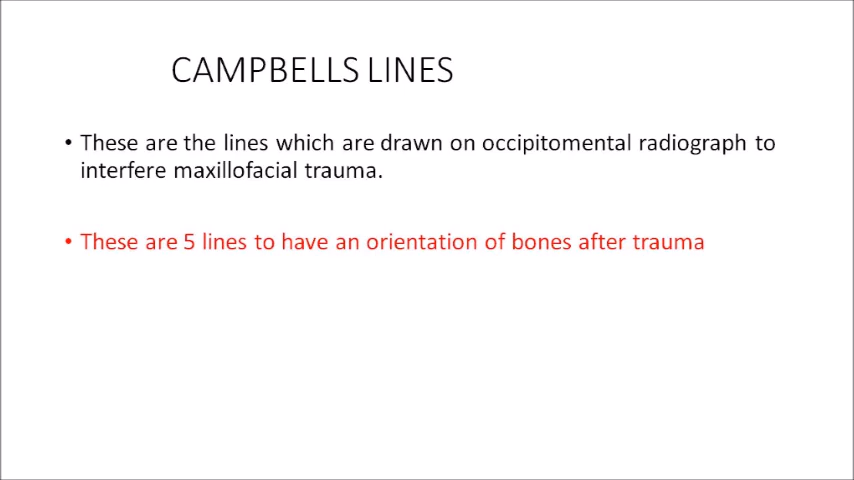 CAMPBELLS LINES
• These are the lines which are drawn on occipitomental radiograph to
interfere maxillofacial trauma.
• These are 5 lines to have an orientation of bones after trauma